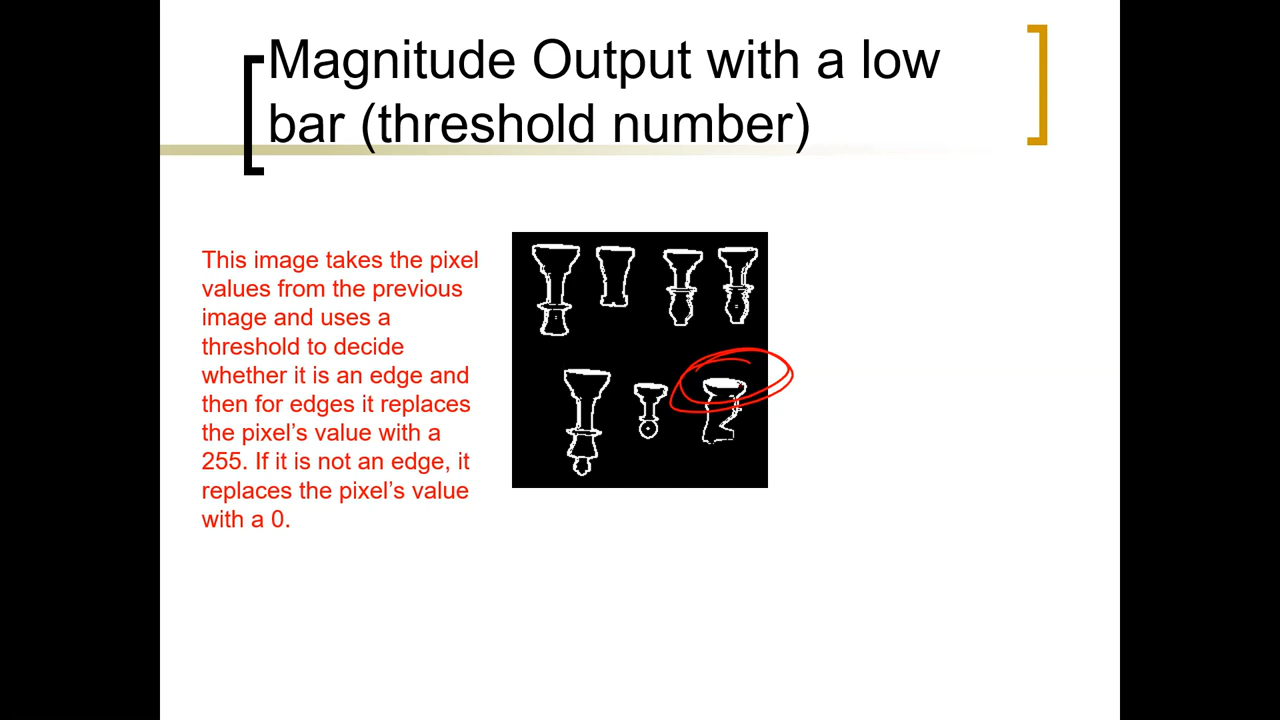 Magnitude Output with a low
bar (threshold number)
This image takes the pixel
values from the previous
image and uses a
threshold to decide
whether it is an edge and
then for edges it replaces
the pixel’s value with a
255. If it is not an edge, it
replaces the pixel’s value
with a 0.